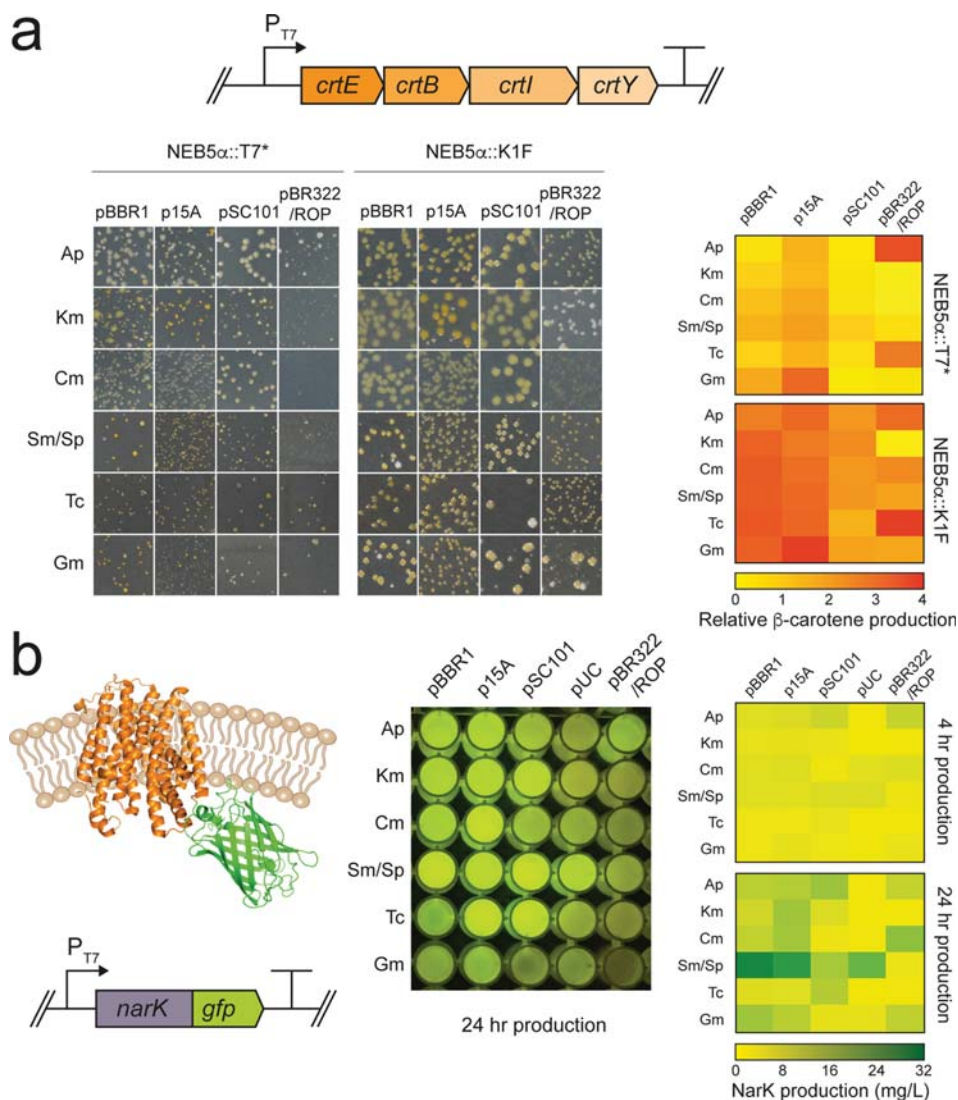 a
P T7
crtE crtB crtI crtY
NEB5α::T7* NEB5α::K1F
pBBR1 p15A pSC101 pBR322
/ROP
pBBR1 p15A pSC101 pBR322
/ROP
Ap
Km
Cm
Sm/Sp
Tc
Gm
pBBR1 p15A pSC101 pBR322
/ROP
Ap
Km
Cm
Sm/Sp
Tc
Gm
NEB5α::T7*
Ap
Km
Cm
Sm/Sp
Tc
Gm
NEB5α::K1F
0 1 2 3 4
Relative β-carotene production
b
P T7
narK gfp
pBBR1 p15A pSC101 pUC pBR322
/ROP
Ap
Km
Cm
Sm/Sp
Tc
Gm
24 hr production
pBBR1 p15A pSC101 pUC pBR322
/ROP
Ap
Km
Cm
Sm/Sp
Tc
Gm
4 hr production
Ap
Km
Cm
Sm/Sp
Tc
Gm
24 hr production
0 8 16 24 32
NarK production (mg/L)